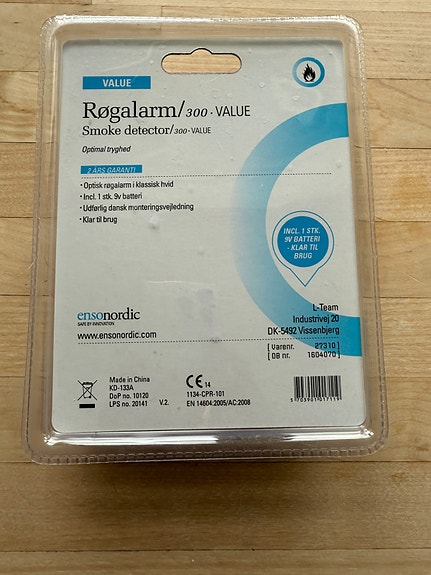 VALUE
Røgalarm/300 · VALUE
Smoke detector/300 · VALUE
Optimal tryghed
2 ÅRS GARANTI
· Optisk røgalarm i klassisk hvid
· Incl. 1 stk. 9v batteri
· Udførlig dansk monteringsvejledning
· Klar til brug
INCL. 1 STK.
9V BATTERI
- KLAR TIL
BRUG
ensonordic
SAFE BY INNOVATION
www.ensonordic.com
L-Team
Industrivej 20
DK-5492 Vissenbjerg
[ Varenr. 27310 ]
[ DB nr. 1604070 ]
Made in China
KD-133A
DoP no. 10120
LPS no. 20141 V.2.
CE 14
1134-CPR-101
EN 14604:2005/AC:2008
5703901017119